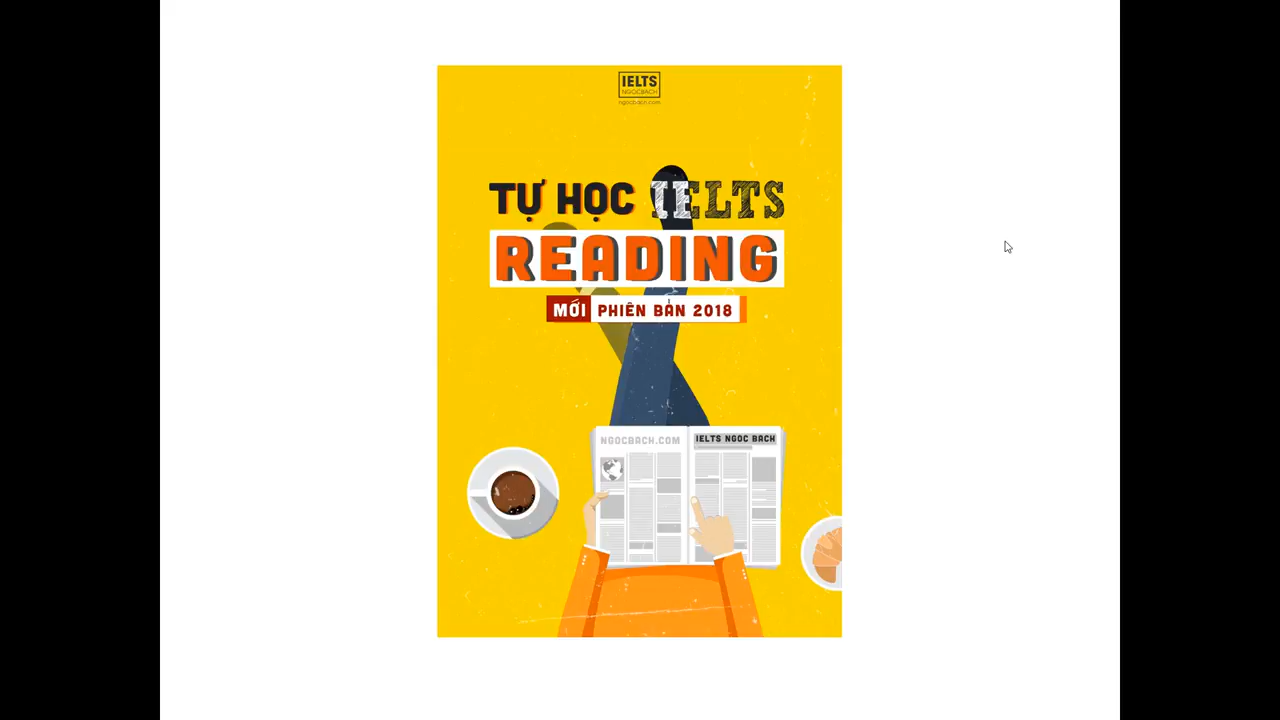 IELTS
NGOCBACH
ngocbach.com
TỰ HỌC IELTS
READING
MỚI PHIÊN BẢN 2018
NGOCBACH.COM
IELTS NGOC BACH